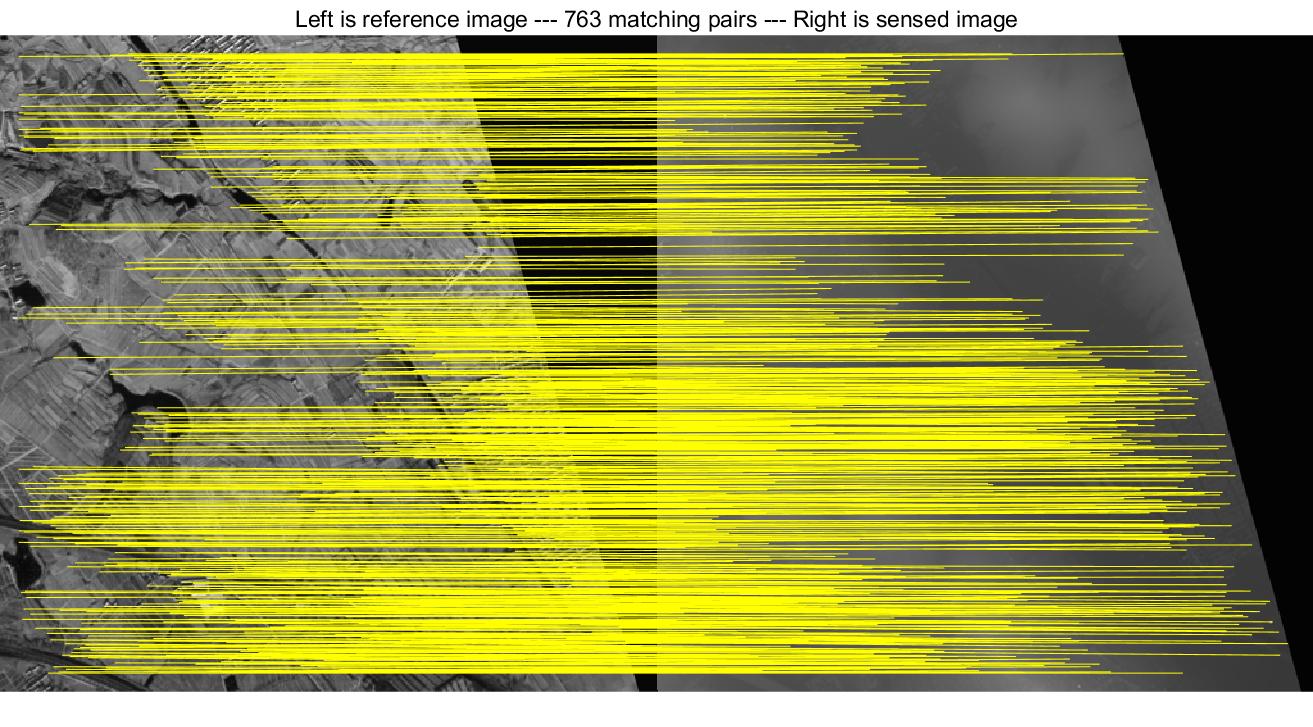 Left is reference image --- 763 matching pairs --- Right is sensed image